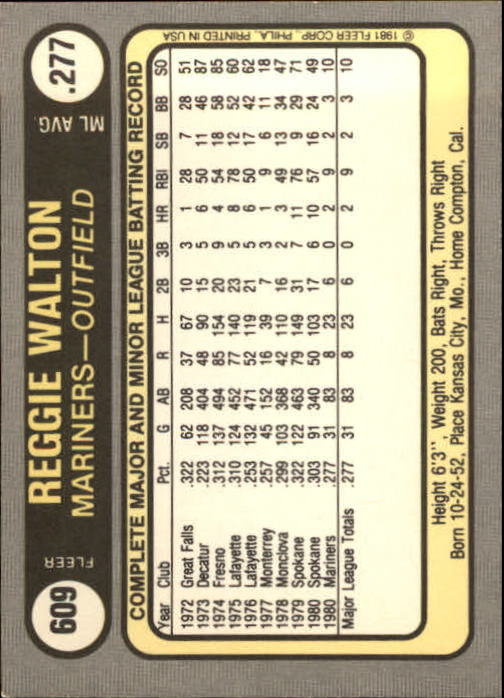 609
FLEER
REGGIE WALTON
MARINERS—OUTFIELD
ML AVG.
.277
COMPLETE MAJOR AND MINOR LEAGUE BATTING RECORD
Year Club Pct. G AB R H 2B 3B HR RBI SB BB SO
1972 Great Falls .322 62 208 37 67 10 3 1 28 7 28 51
1973 Decatur .223 118 404 48 90 15 5 6 50 11 46 87
1974 Fresno .312 137 494 85 154 20 9 4 54 18 58 85
1975 Lafayette .310 124 452 77 140 23 5 8 78 12 52 60
1976 Lafayette .253 132 471 52 119 21 5 6 50 17 42 62
1977 Monterrey .257 45 152 16 39 7 3 1 9 6 11 18
1978 Monclova .299 103 368 42 110 16 2 3 49 13 34 47
1979 Spokane .322 122 463 79 149 31 7 11 76 9 29 71
1980 Spokane .303 91 340 50 103 17 6 10 57 16 24 49
1980 Mariners .277 31 83 8 23 6 0 2 9 2 3 10
Major League Totals .277 31 83 8 23 6 0 2 9 2 3 10
Height 6'3", Weight 200, Bats Right, Throws Right
Born 10-24-52, Place Kansas City, Mo., Home Compton, Cal.
© 1981 FLEER CORP., PHILA., PRINTED IN USA